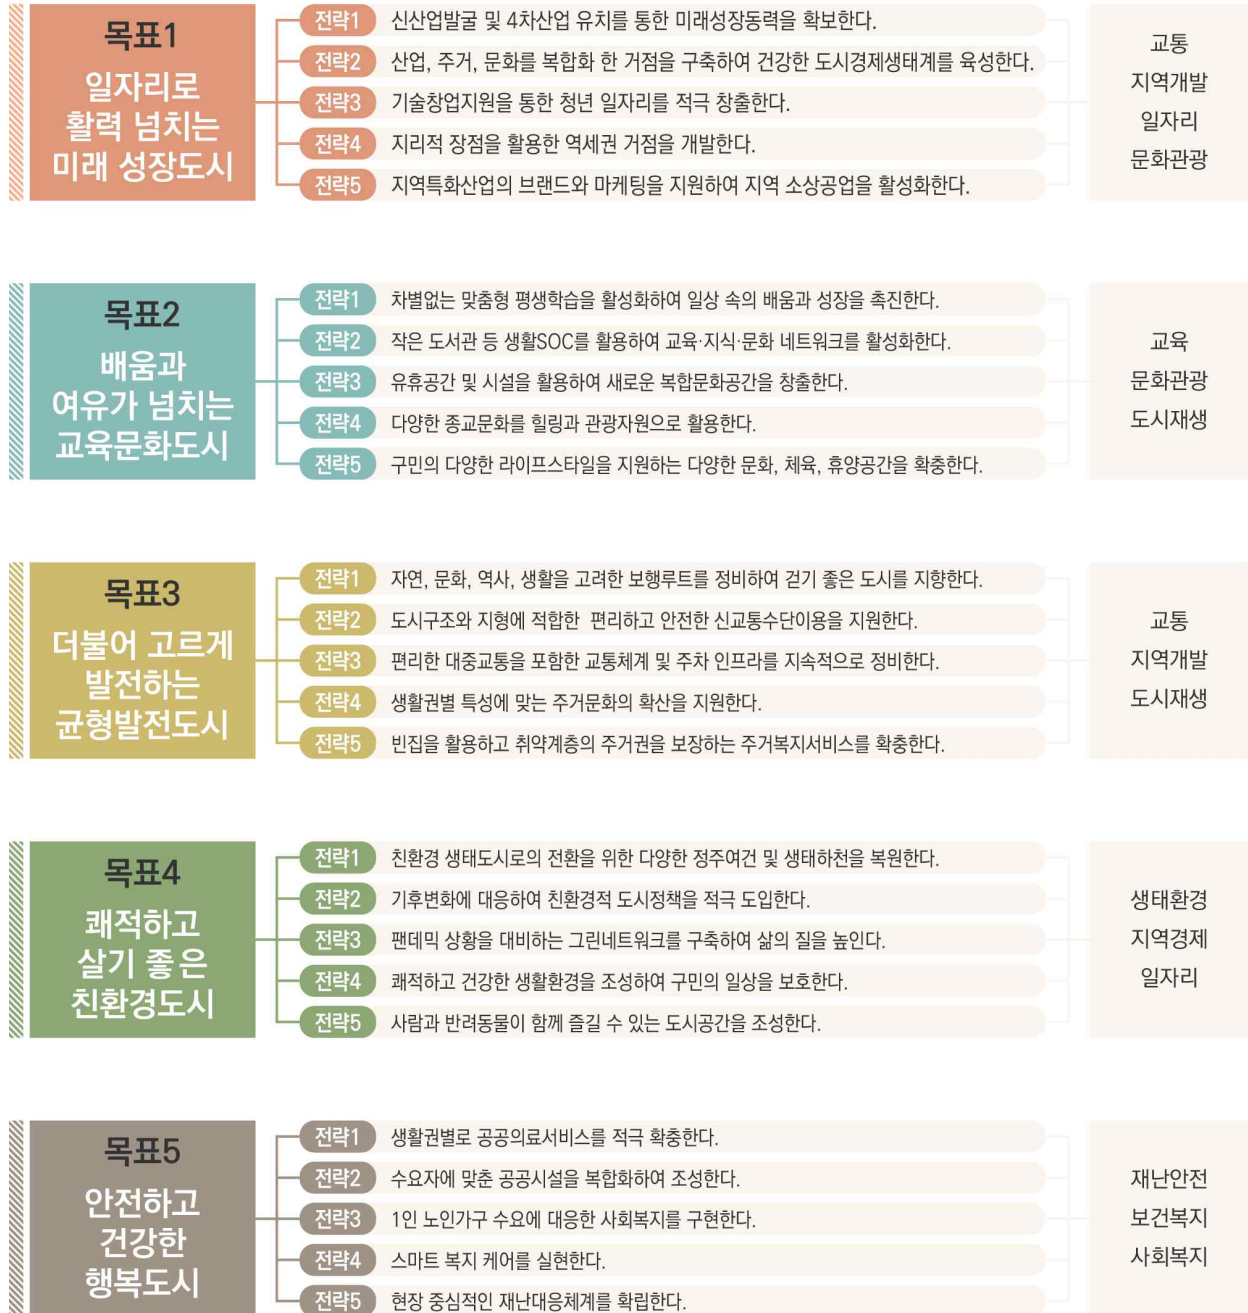 목표1
일자리로
활력 넘치는
미래 성장도시
전략1 신산업발굴 및 4차산업 유치를 통한 미래성장동력을 확보한다.
전략2 산업, 주거, 문화를 복합화 한 거점을 구축하여 건강한 도시경제생태계를 육성한다.
전략3 기술창업지원을 통한 청년 일자리를 적극 창출한다.
전략4 지리적 장점을 활용한 역세권 거점을 개발한다.
전략5 지역특화산업의 브랜드와 마케팅을 지원하여 지역 소상공업을 활성화한다.
교통
지역개발
일자리
문화관광
목표2
배움과
여유가 넘치는
교육문화도시
전략1 차별없는 맞춤형 평생학습을 활성화하여 일상 속의 배움과 성장을 촉진한다.
전략2 작은 도서관 등 생활SOC를 활용하여 교육·지식·문화 네트워크를 활성화한다.
전략3 유휴공간 및 시설을 활용하여 새로운 복합문화공간을 창출한다.
전략4 다양한 종교문화를 힐링과 관광자원으로 활용한다.
전략5 구민의 다양한 라이프스타일을 지원하는 다양한 문화, 체육, 휴양공간을 확충한다.
교육
문화관광
도시재생
목표3
더불어 고르게
발전하는
균형발전도시
전략1 자연, 문화, 역사, 생활을 고려한 보행루트를 정비하여 걷기 좋은 도시를 지향한다.
전략2 도시구조와 지형에 적합한 편리하고 안전한 신교통수단이용을 지원한다.
전략3 편리한 대중교통을 포함한 교통체계 및 주차 인프라를 지속적으로 정비한다.
전략4 생활권별 특성에 맞는 주거문화의 확산을 지원한다.
전략5 빈집을 활용하고 취약계층의 주거권을 보장하는 주거복지서비스를 확충한다.
교통
지역개발
도시재생
목표4
쾌적하고
살기 좋은
친환경도시
전략1 친환경 생태도시로의 전환을 위한 다양한 정주여건 및 생태하천을 복원한다.
전략2 기후변화에 대응하여 친환경적 도시정책을 적극 도입한다.
전략3 팬데믹 상황을 대비하는 그린네트워크를 구축하여 삶의 질을 높인다.
전략4 쾌적하고 건강한 생활환경을 조성하여 구민의 일상을 보호한다.
전략5 사람과 반려동물이 함께 즐길 수 있는 도시공간을 조성한다.
생태환경
지역경제
일자리
목표5
안전하고
건강한
행복도시
전략1 생활권별로 공공의료서비스를 적극 확충한다.
전략2 수요자에 맞춘 공공시설을 복합화하여 조성한다.
전략3 1인 노인가구 수요에 대응한 사회복지를 구현한다.
전략4 스마트 복지 케어를 실현한다.
전략5 현장 중심적인 재난대응체계를 확립한다.
재난안전
보건복지
사회복지